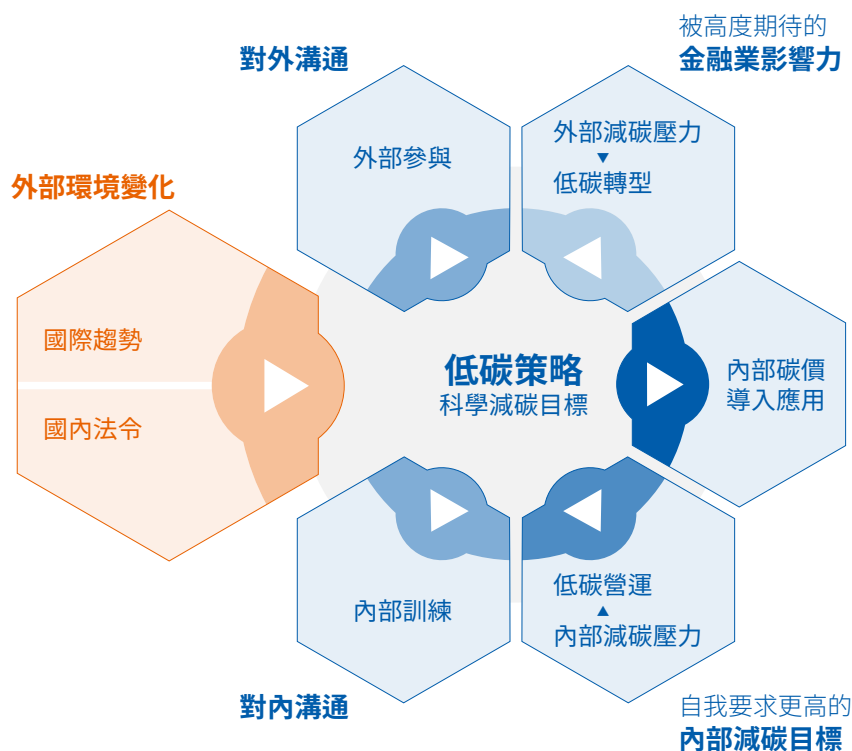 被高度期待的
金融業影響力
對外溝通
外部參與
外部減碳壓力
▼
低碳轉型
外部環境變化
國際趨勢
國內法令
低碳策略
科學減碳目標
內部碳價
導入應用
內部訓練
低碳營運
▲
內部減碳壓力
對內溝通
自我要求更高的
內部減碳目標